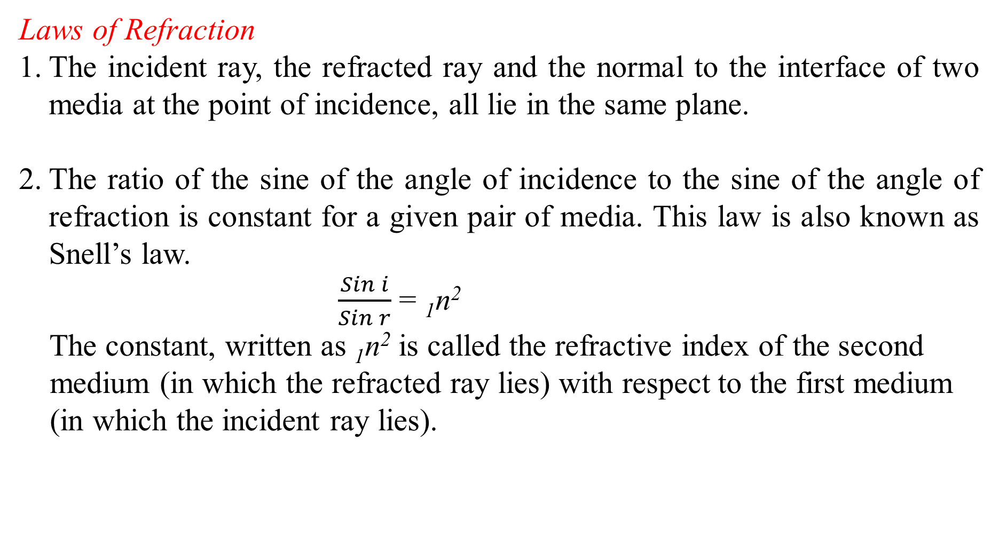 Laws of Refraction
1. The incident ray, the refracted ray and the normal to the interface of two
media at the point of incidence, all lie in the same plane.
2. The ratio of the sine of the angle of incidence to the sine of the angle of
refraction is constant for a given pair of media. This law is also known as
Snell’s law.
Sin i / Sin r = ₁n²
The constant, written as ₁n² is called the refractive index of the second
medium (in which the refracted ray lies) with respect to the first medium
(in which the incident ray lies).